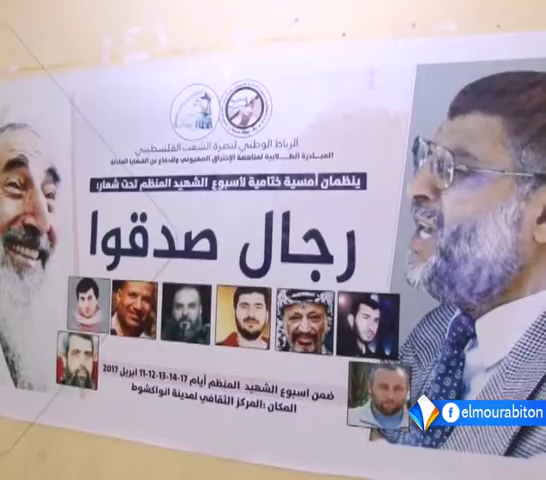 الرباط الوطني لنصرة الشعب الفلسطيني
المبادرة الطلابية لمناهضة الإختراق الصهيوني وللدفاع عن القضايا العادلة
ينظمان أمسية ختامية لأسبوع الشهيد المنظم تحت شعار:
رجال صدقوا
ضمن اسبوع الشهيد المنظم أيام 17-14-13-12-11 ابريل 2017
المكان :المركز الثقافي لمدينة انواكشوط
elmourabiton